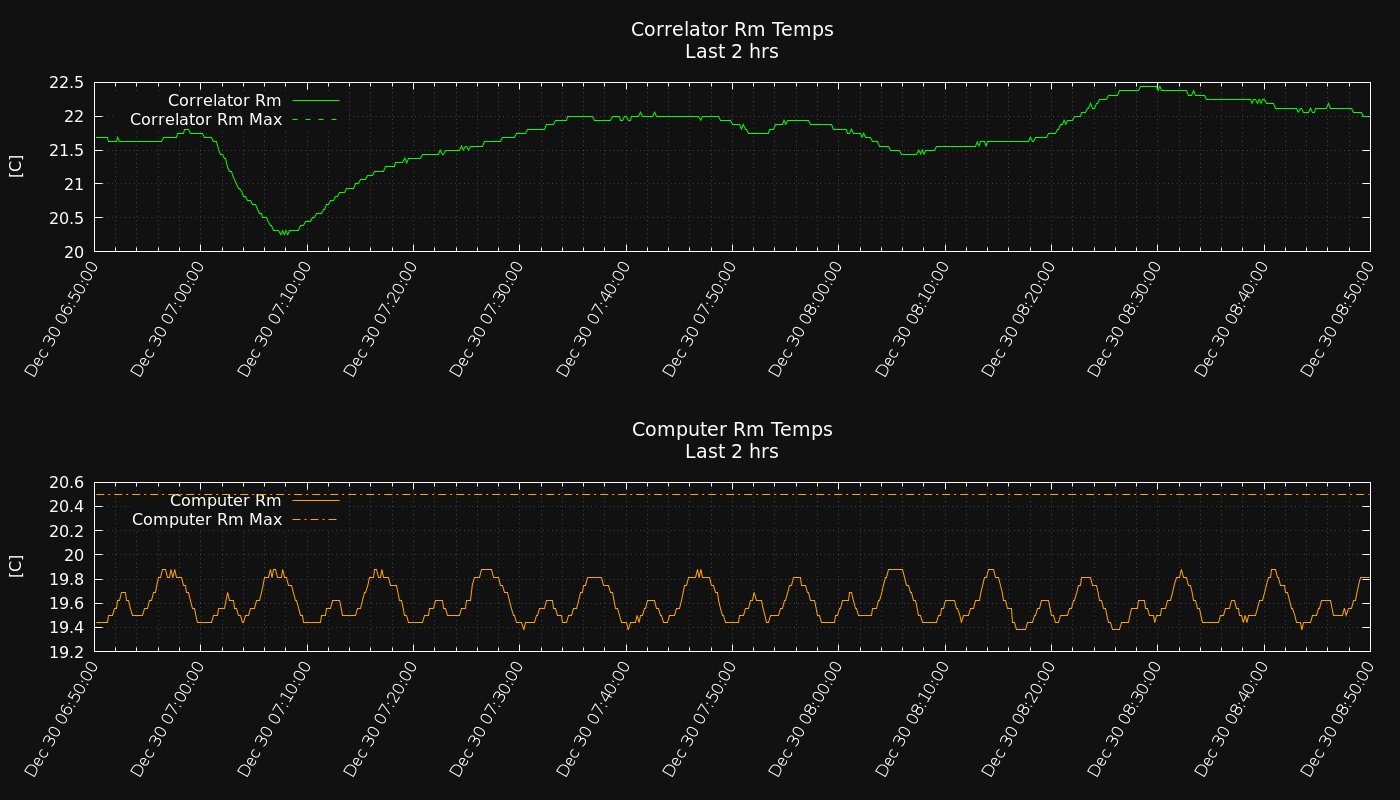 Correlator Rm Temps
Last 2 hrs
22.5
22
21.5
21
20.5
20
[C]
Correlator Rm
Correlator Rm Max
Dec 30 06:50:00
Dec 30 07:00:00
Dec 30 07:10:00
Dec 30 07:20:00
Dec 30 07:30:00
Dec 30 07:40:00
Dec 30 07:50:00
Dec 30 08:00:00
Dec 30 08:10:00
Dec 30 08:20:00
Dec 30 08:30:00
Dec 30 08:40:00
Dec 30 08:50:00
Computer Rm Temps
Last 2 hrs
20.6
20.4
20.2
20
19.8
19.6
19.4
19.2
[C]
Computer Rm
Computer Rm Max
Dec 30 06:50:00
Dec 30 07:00:00
Dec 30 07:10:00
Dec 30 07:20:00
Dec 30 07:30:00
Dec 30 07:40:00
Dec 30 07:50:00
Dec 30 08:00:00
Dec 30 08:10:00
Dec 30 08:20:00
Dec 30 08:30:00
Dec 30 08:40:00
Dec 30 08:50:00